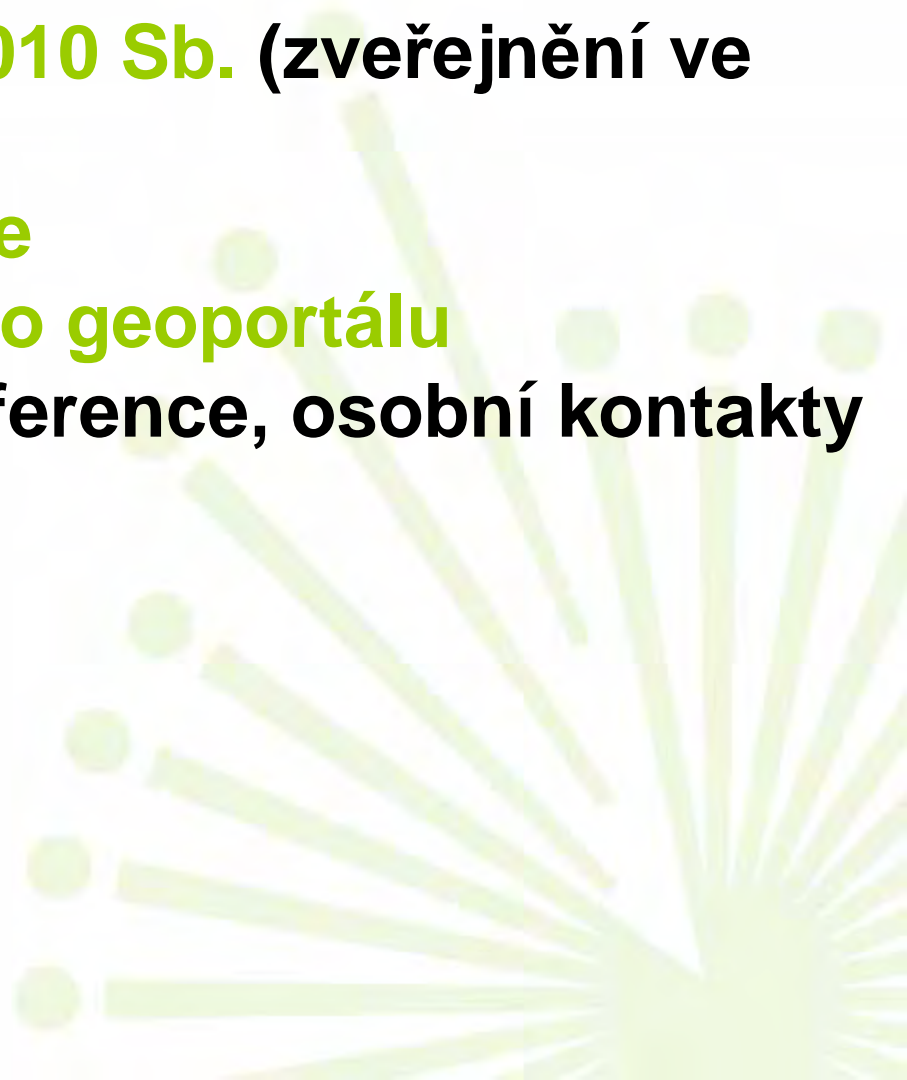 010 Sb. (zveřejnění ve
e
o geoportálu
ference, osobní kontakty